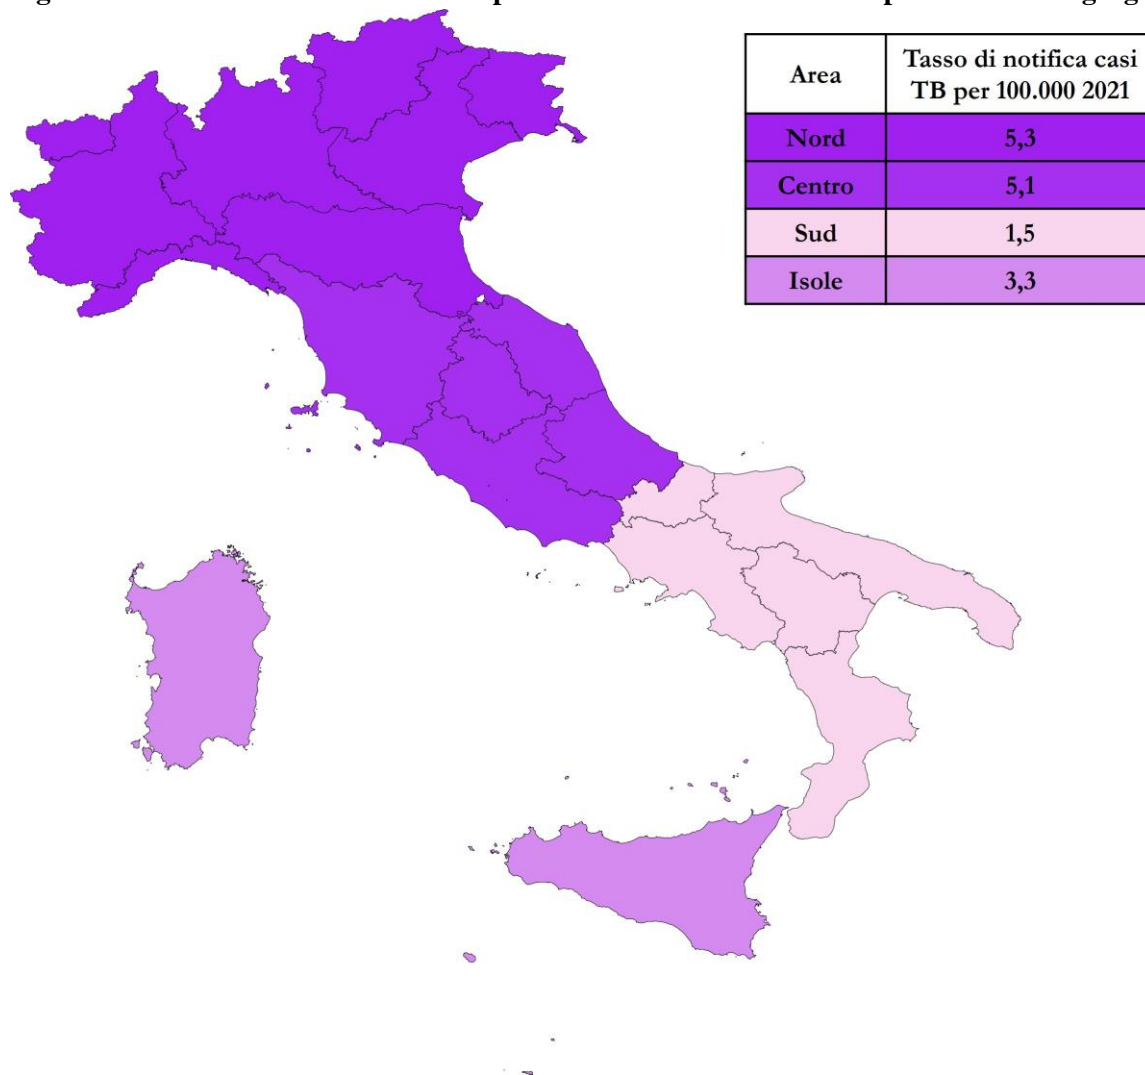 Area Tasso di notifica casi
TB per 100.000 2021
Nord 5,3
Centro 5,1
Sud 1,5
Isole 3,3